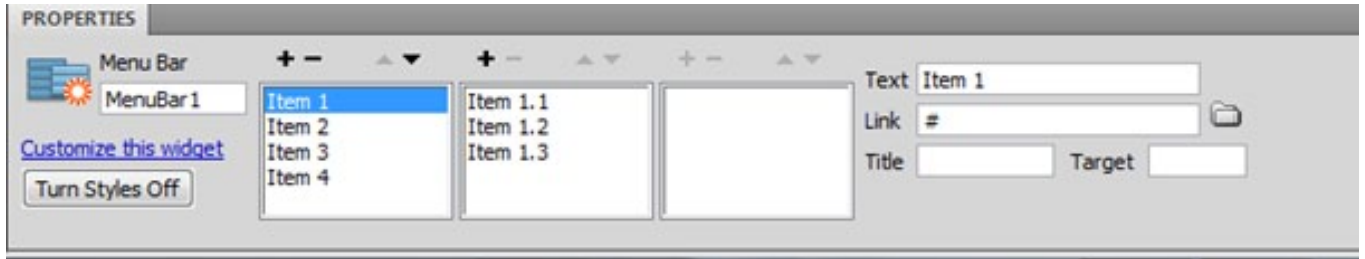 PROPERTIES
Menu Bar
MenuBar1
Customize this widget
Turn Styles Off
+ −
Item 1
Item 2
Item 3
Item 4
+ −
Item 1.1
Item 1.2
Item 1.3
+ −
Text Item 1
Link #
Title
Target